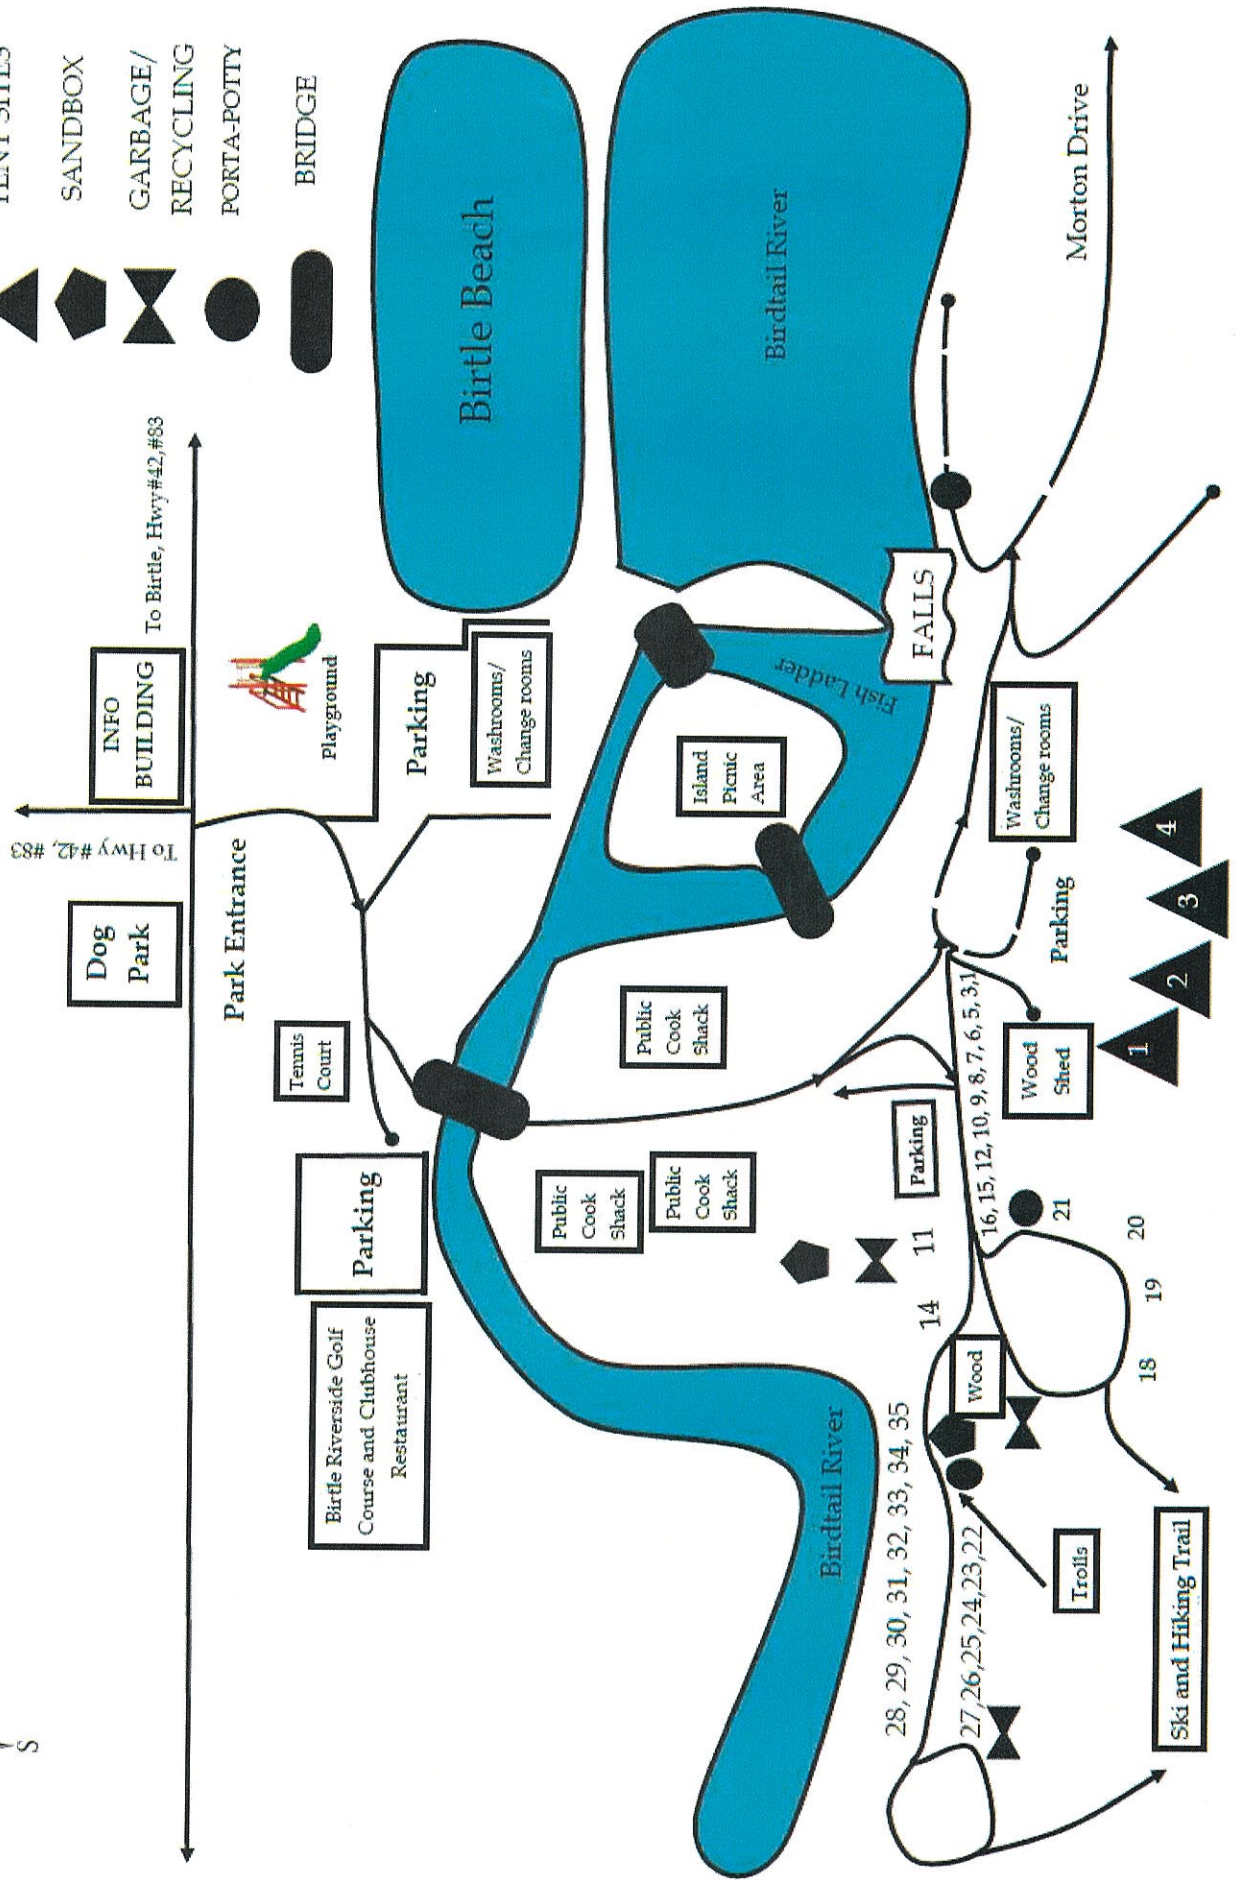 S
TENT SITES
SANDBOX
GARBAGE/
RECYCLING
PORTA-POTTY
BRIDGE
To Hwy #42, #83
Dog
Park
INFO
BUILDING
To Birtle, Hwy#42,#83
Park Entrance
Playground
Tennis
Court
Birtle Riverside Golf
Course and Clubhouse
Restaurant
Parking
Parking
Washrooms/
Change rooms
Birtle Beach
Public
Cook
Shack
Public
Cook
Shack
Public
Cook
Shack
Island
Picnic
Area
Fish Ladder
Birdtail River
Birdtail River
FALLS
Morton Drive
28, 29, 30, 31, 32, 33, 34, 35
14
11
Parking
27,26,25,24,23,22
Wood
16, 15, 12, 10, 9, 8, 7, 6, 5, 3,1
Washrooms/
Change rooms
Wood
Shed
Parking
Trolls
21
20
19
18
1
2
3
4
Ski and Hiking Trail